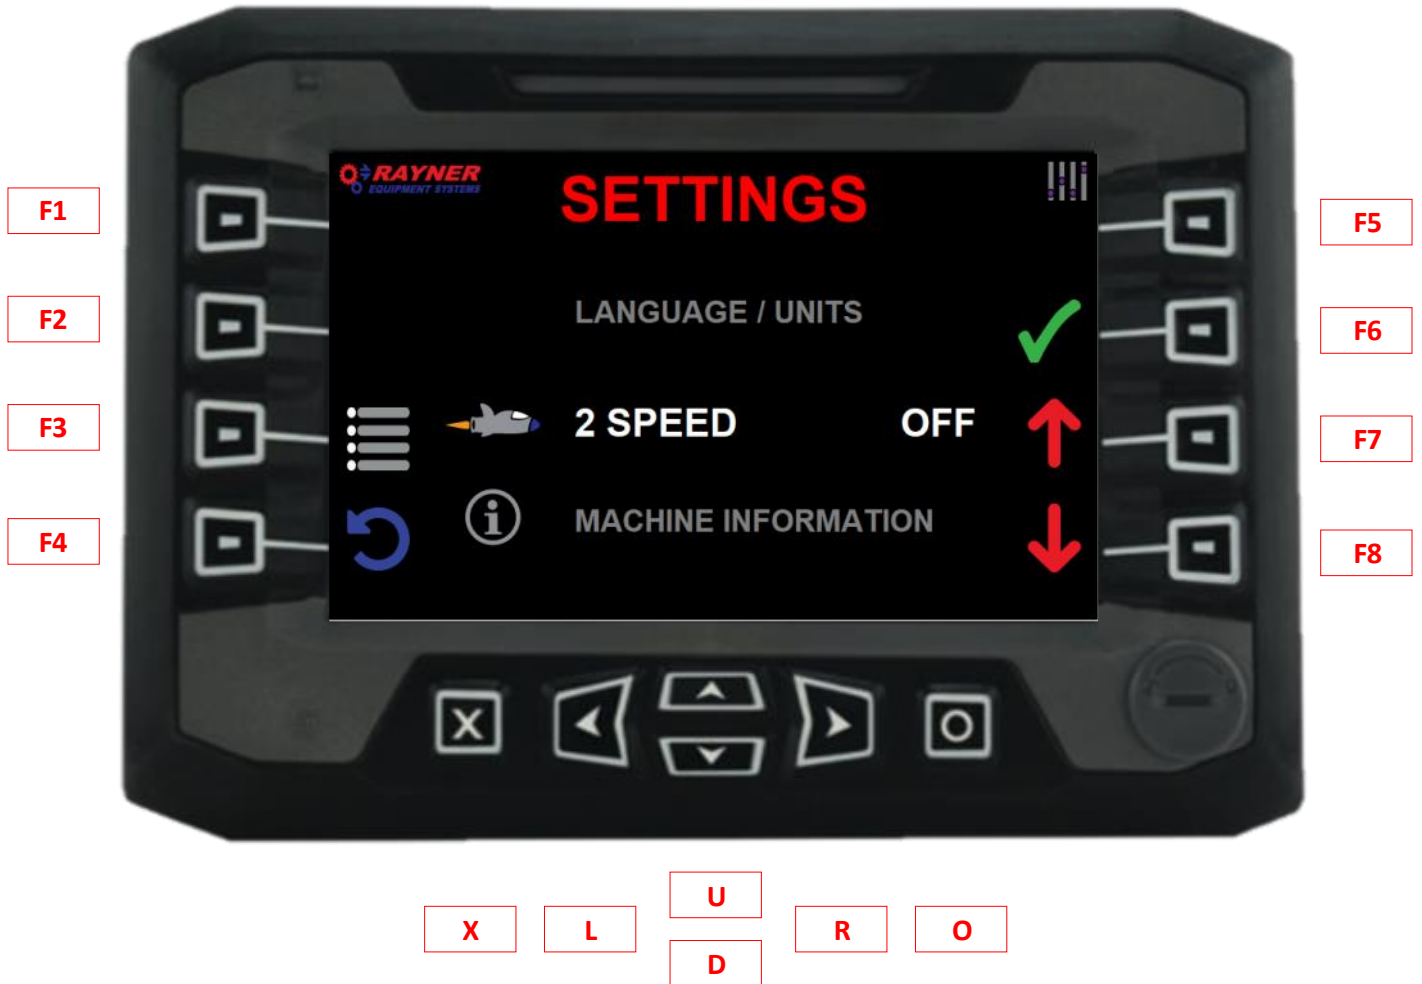 RAYNER
EQUIPMENT SYSTEMS
SETTINGS
F1
F5
LANGUAGE / UNITS
F2
F6
2 SPEED OFF
F3
F7
MACHINE INFORMATION
F4
F8
X
O
U
X
L
R
O
D